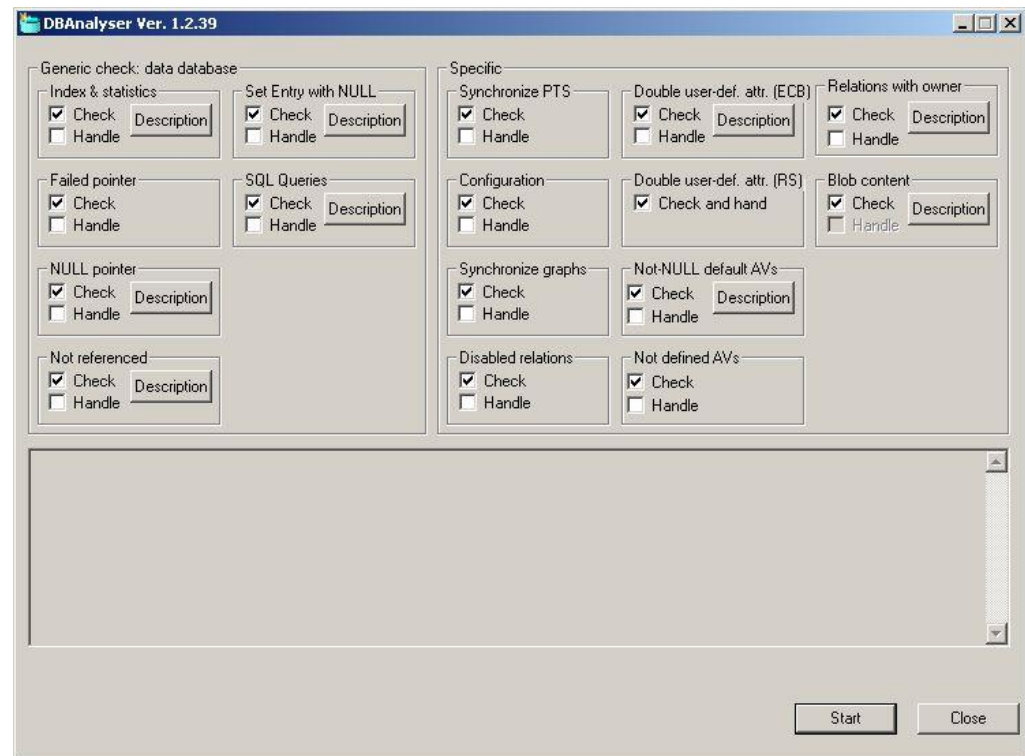 DBAnalyser Ver. 1.2.39
Generic check: data database
Index & statistics
Check
Handle
Description
Set Entry with NULL
Check
Handle
Description
Failed pointer
Check
Handle
SQL Queries
Check
Handle
Description
NULL pointer
Check
Handle
Description
Not referenced
Check
Handle
Description
Specific
Synchronize PTS
Check
Handle
Double user-def. attr. (ECB)
Check
Handle
Description
Relations with owner
Check
Handle
Description
Configuration
Check
Handle
Double user-def. attr. (RS)
Check and hand
Blob content
Check
Handle
Description
Synchronize graphs
Check
Handle
Not-NULL default AVs
Check
Handle
Description
Disabled relations
Check
Handle
Not defined AVs
Check
Handle
Start
Close